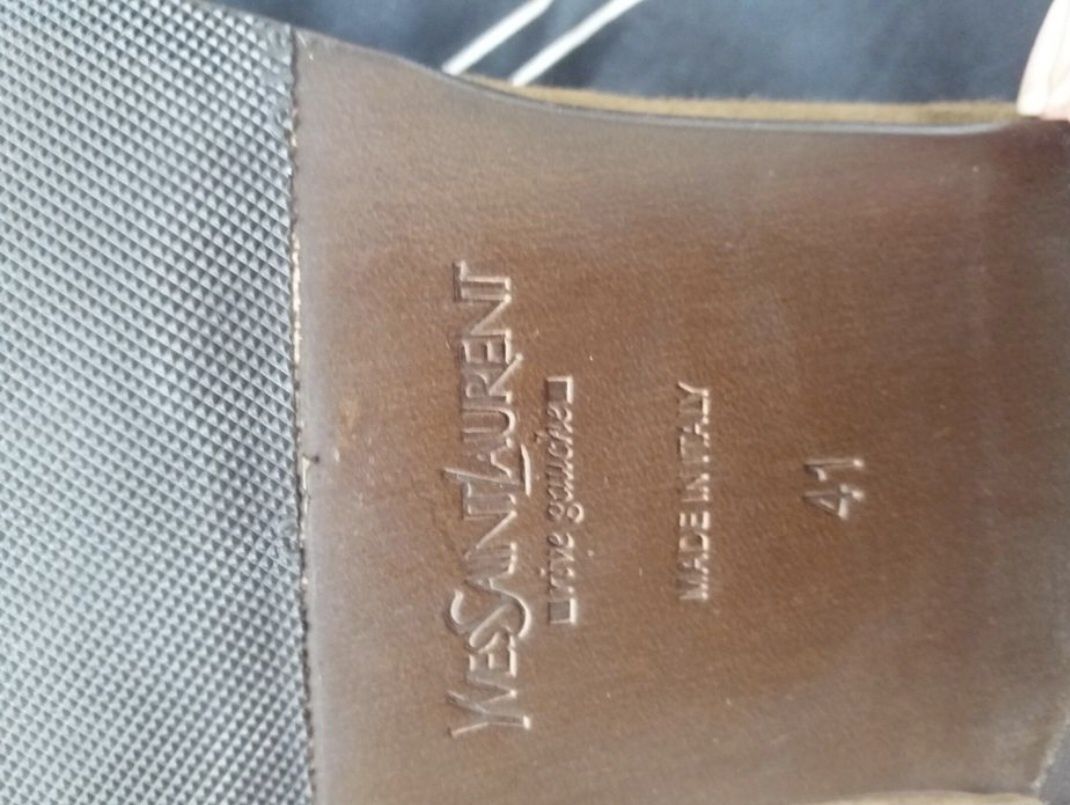 YVESSAINTLAURENT
rive gauche
MADE IN ITALY
41